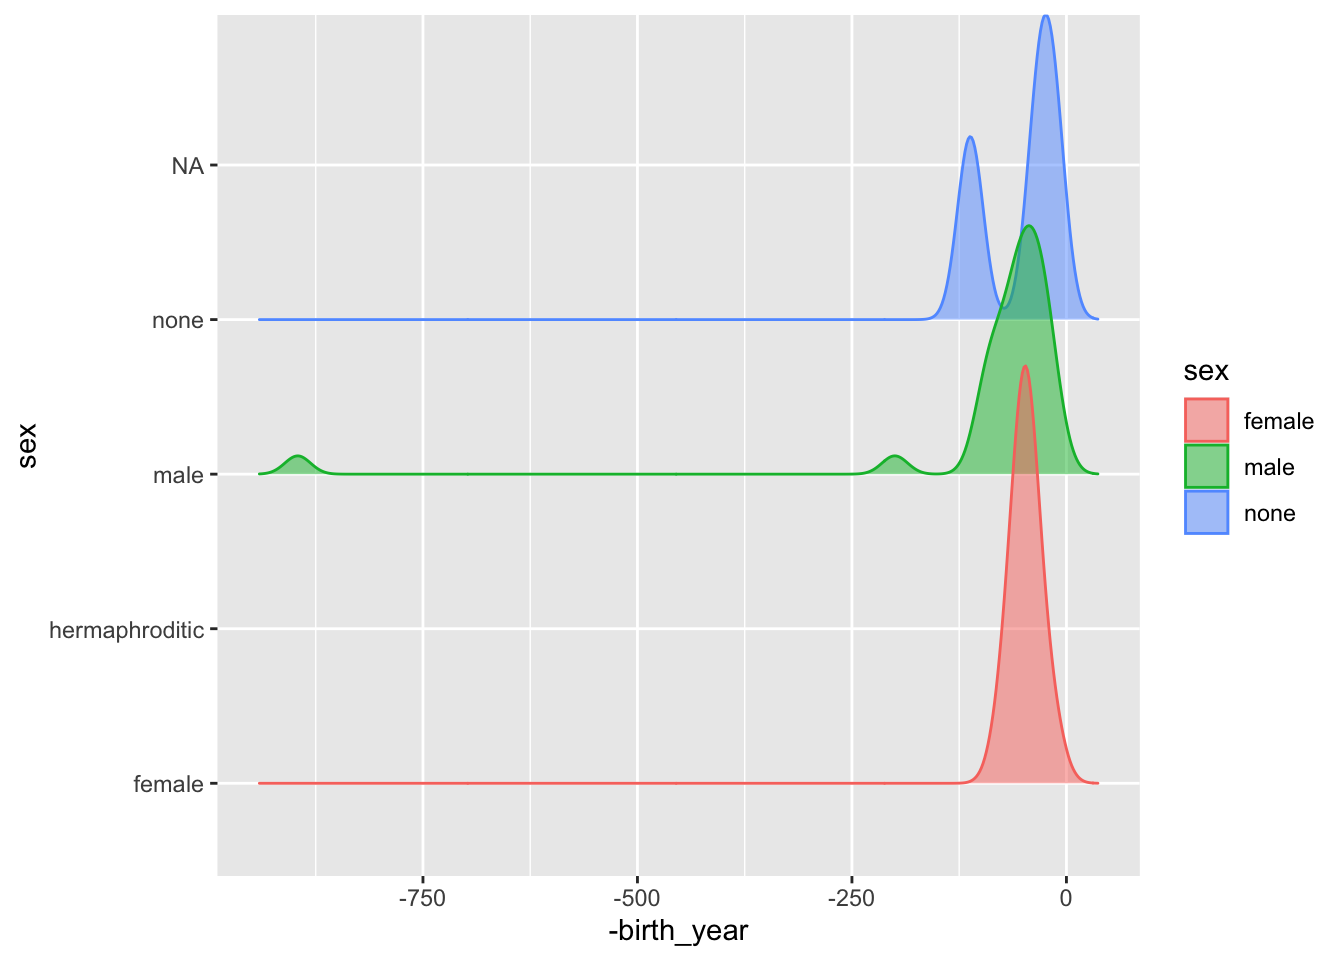 NA
none
male
hermaphroditic
female
sex
-750
-500
-250
0
-birth_year
sex
female
male
none